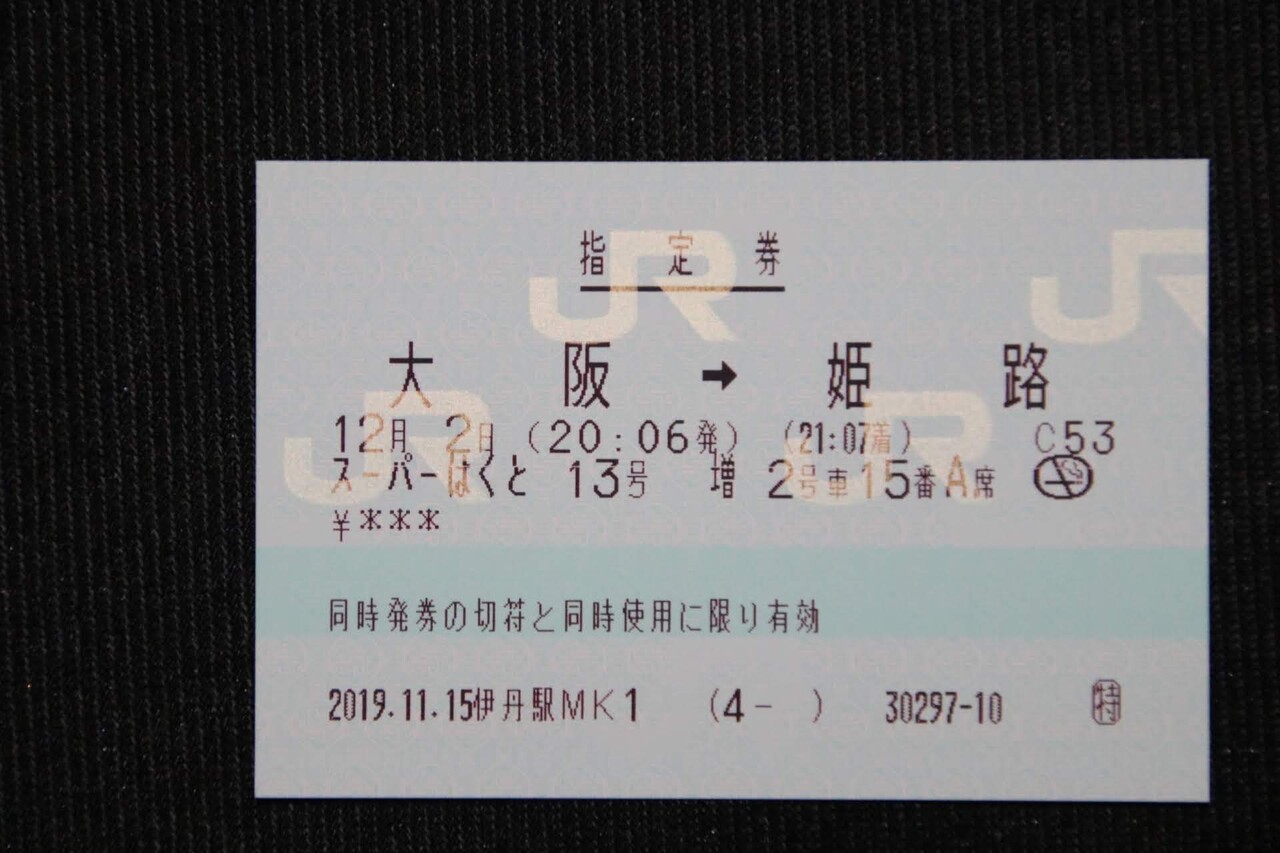 指定券
大阪 → 姫路
12月 2日 (20:06発) (21:07着) C53
スーパーはくと 13号 増 2号車15番A席
¥***
同時発券の切符と同時使用に限り有効
2019.11.15伊丹駅MK1 (4- ) 30297-10 特